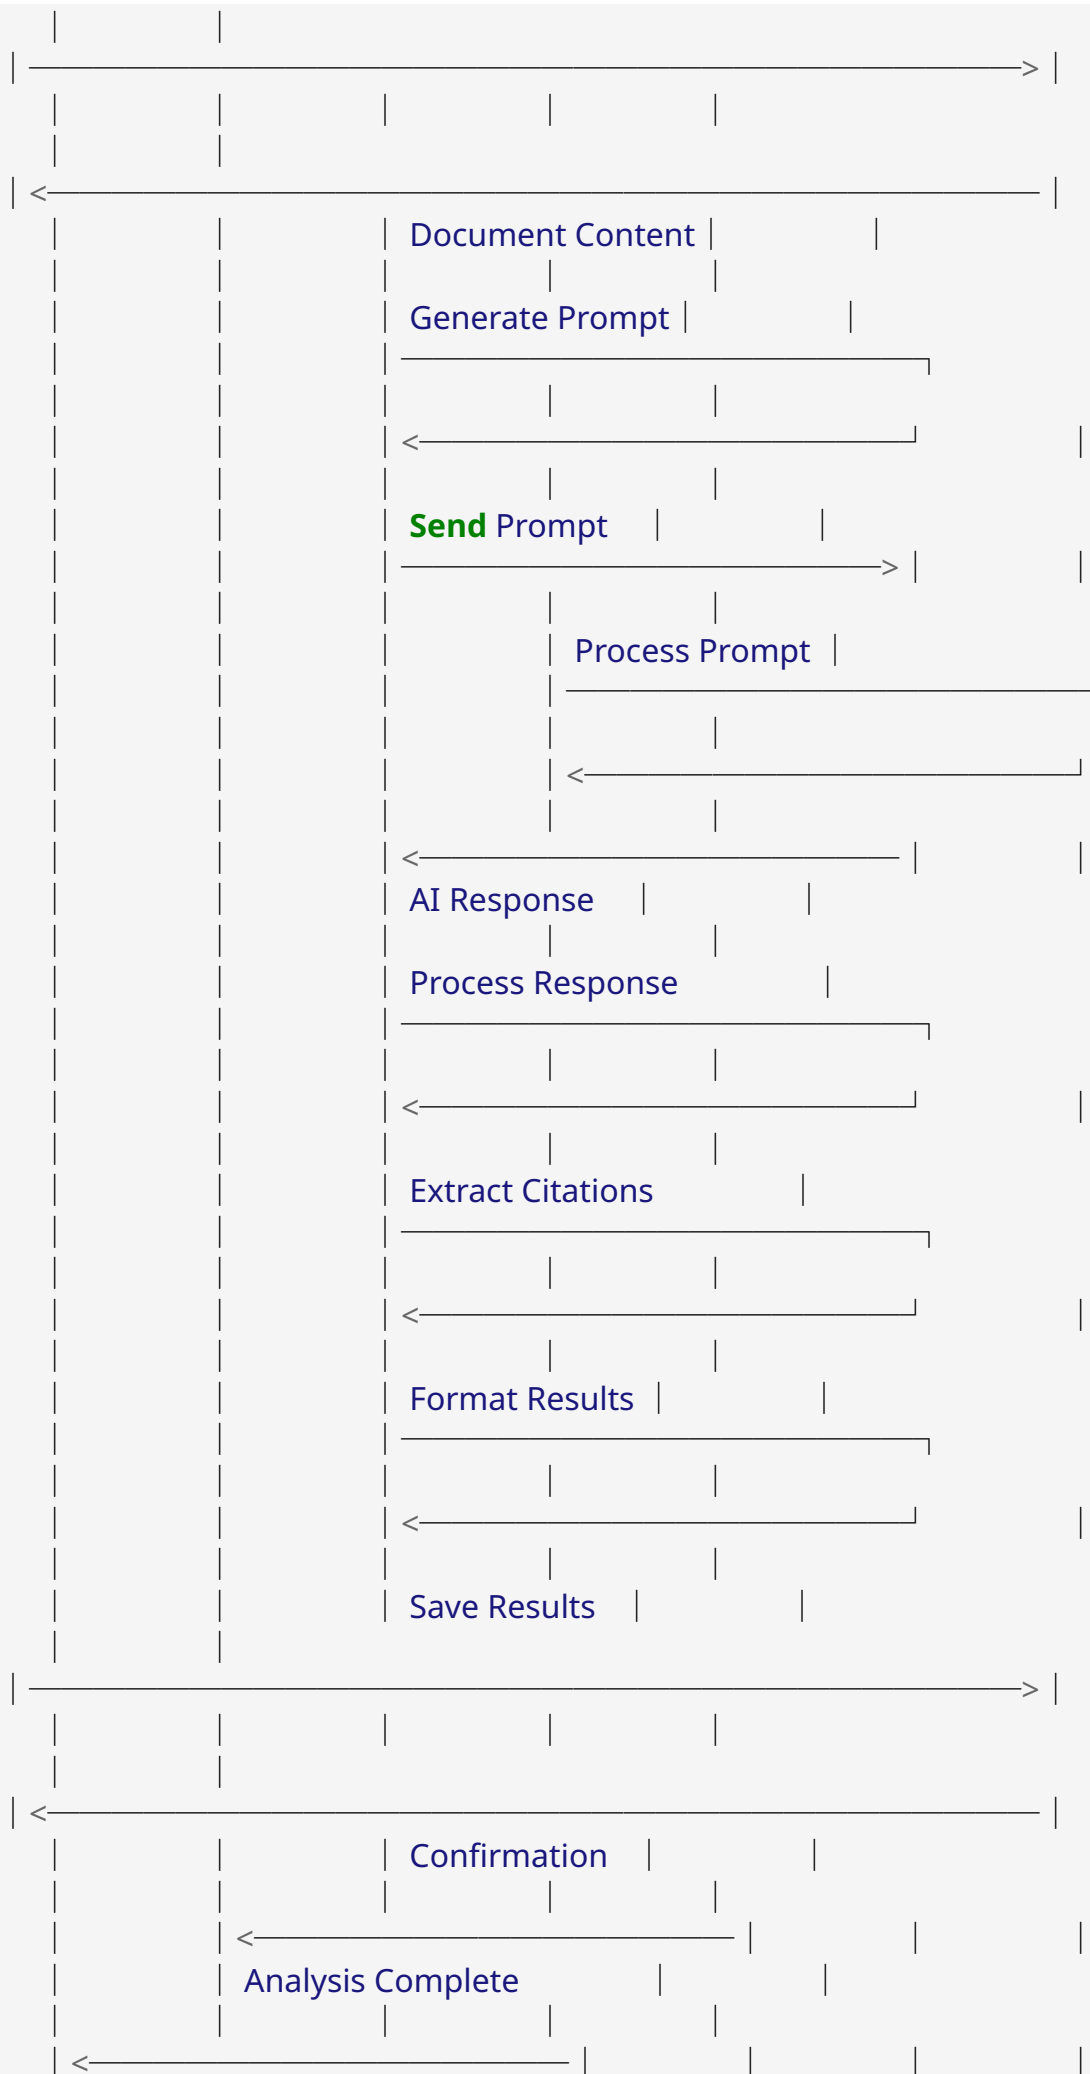 Document Content
Generate Prompt
Send Prompt
Process Prompt
AI Response
Process Response
Extract Citations
Format Results
Save Results
Confirmation
Analysis Complete